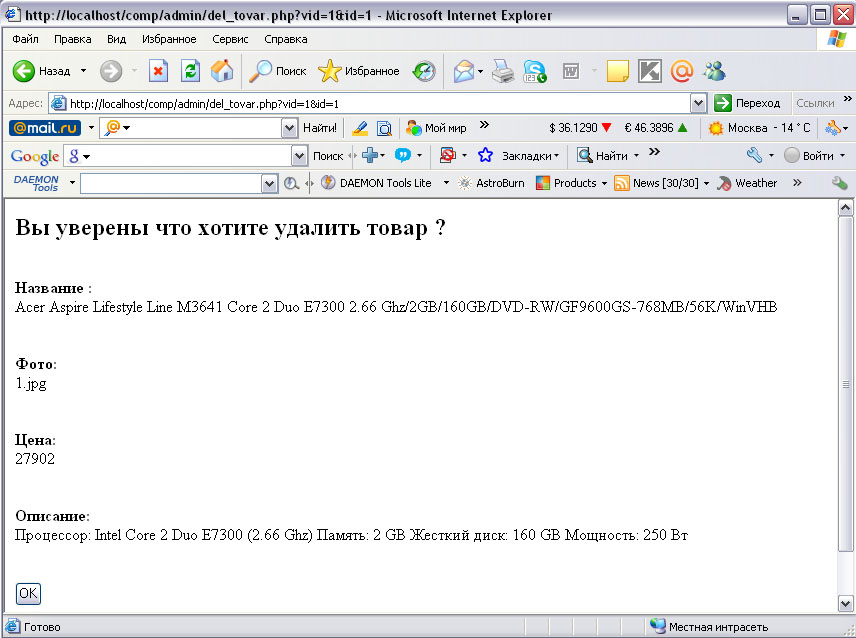 http://localhost/comp/admin/del_tovar.php?vid=1&id=1 - Microsoft Internet Explorer
Файл Правка Вид Избранное Сервис Справка
Назад Поиск Избранное
Адрес: http://localhost/comp/admin/del_tovar.php?vid=1&id=1 Переход Ссылки »
@mail.ru Найти! Мой мир » $ 36.1290 ▼ € 46.3896 ▲ Москва - 14 ° C
Google g Поиск Закладки Найти » Войти
DAEMON Tools DAEMON Tools Lite AstroBurn Products News [30/30] Weather »
Вы уверены что хотите удалить товар ?
Название :
Acer Aspire Lifestyle Line M3641 Core 2 Duo E7300 2.66 Ghz/2GB/160GB/DVD-RW/GF9600GS-768MB/56K/WinVHB
Фото:
1.jpg
Цена:
27902
Описание:
Процессор: Intel Core 2 Duo E7300 (2.66 Ghz) Память: 2 GB Жесткий диск: 160 GB Мощность: 250 Вт
OK
Готово Местная интрасеть